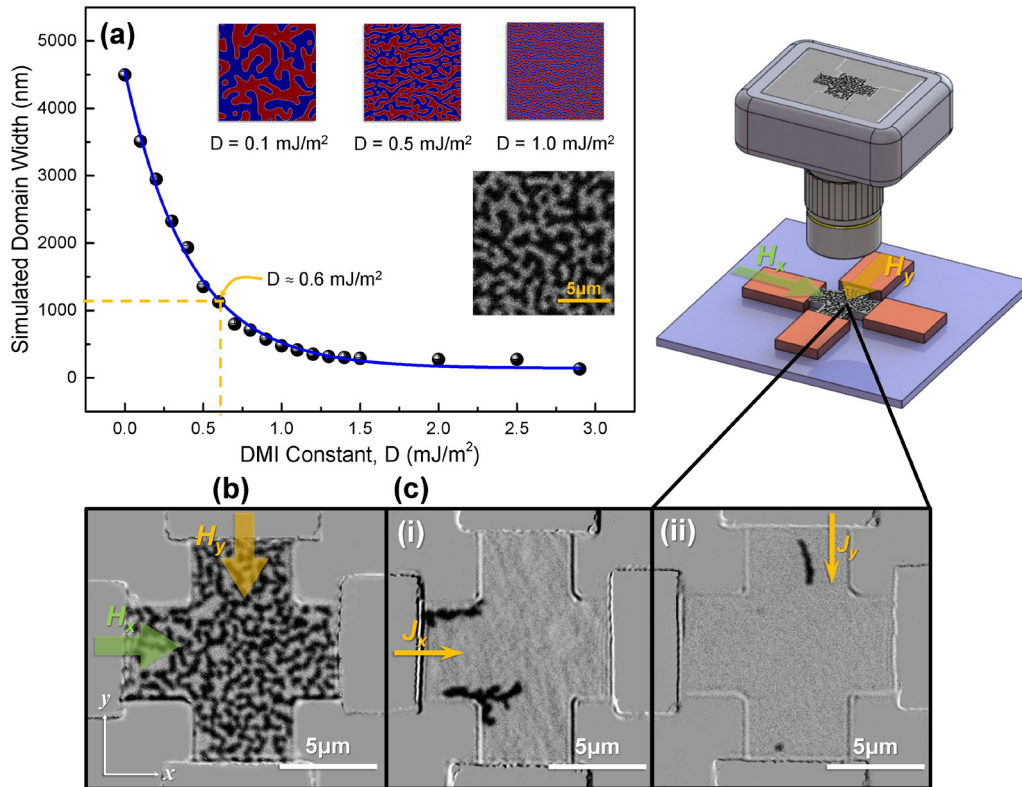 (a)
5000
4000
3000
2000
1000
0
Simulated Domain Width (nm)
D = 0.1 mJ/m²
D = 0.5 mJ/m²
D = 1.0 mJ/m²
D ≈ 0.6 mJ/m²
5μm
0.0 0.5 1.0 1.5 2.0 2.5 3.0
DMI Constant, D (mJ/m²)
Hx
Hy
(b)
Hy
Hx
y
x
5μm
(c)
(i)
Jx
5μm
(ii)
Jy
5μm